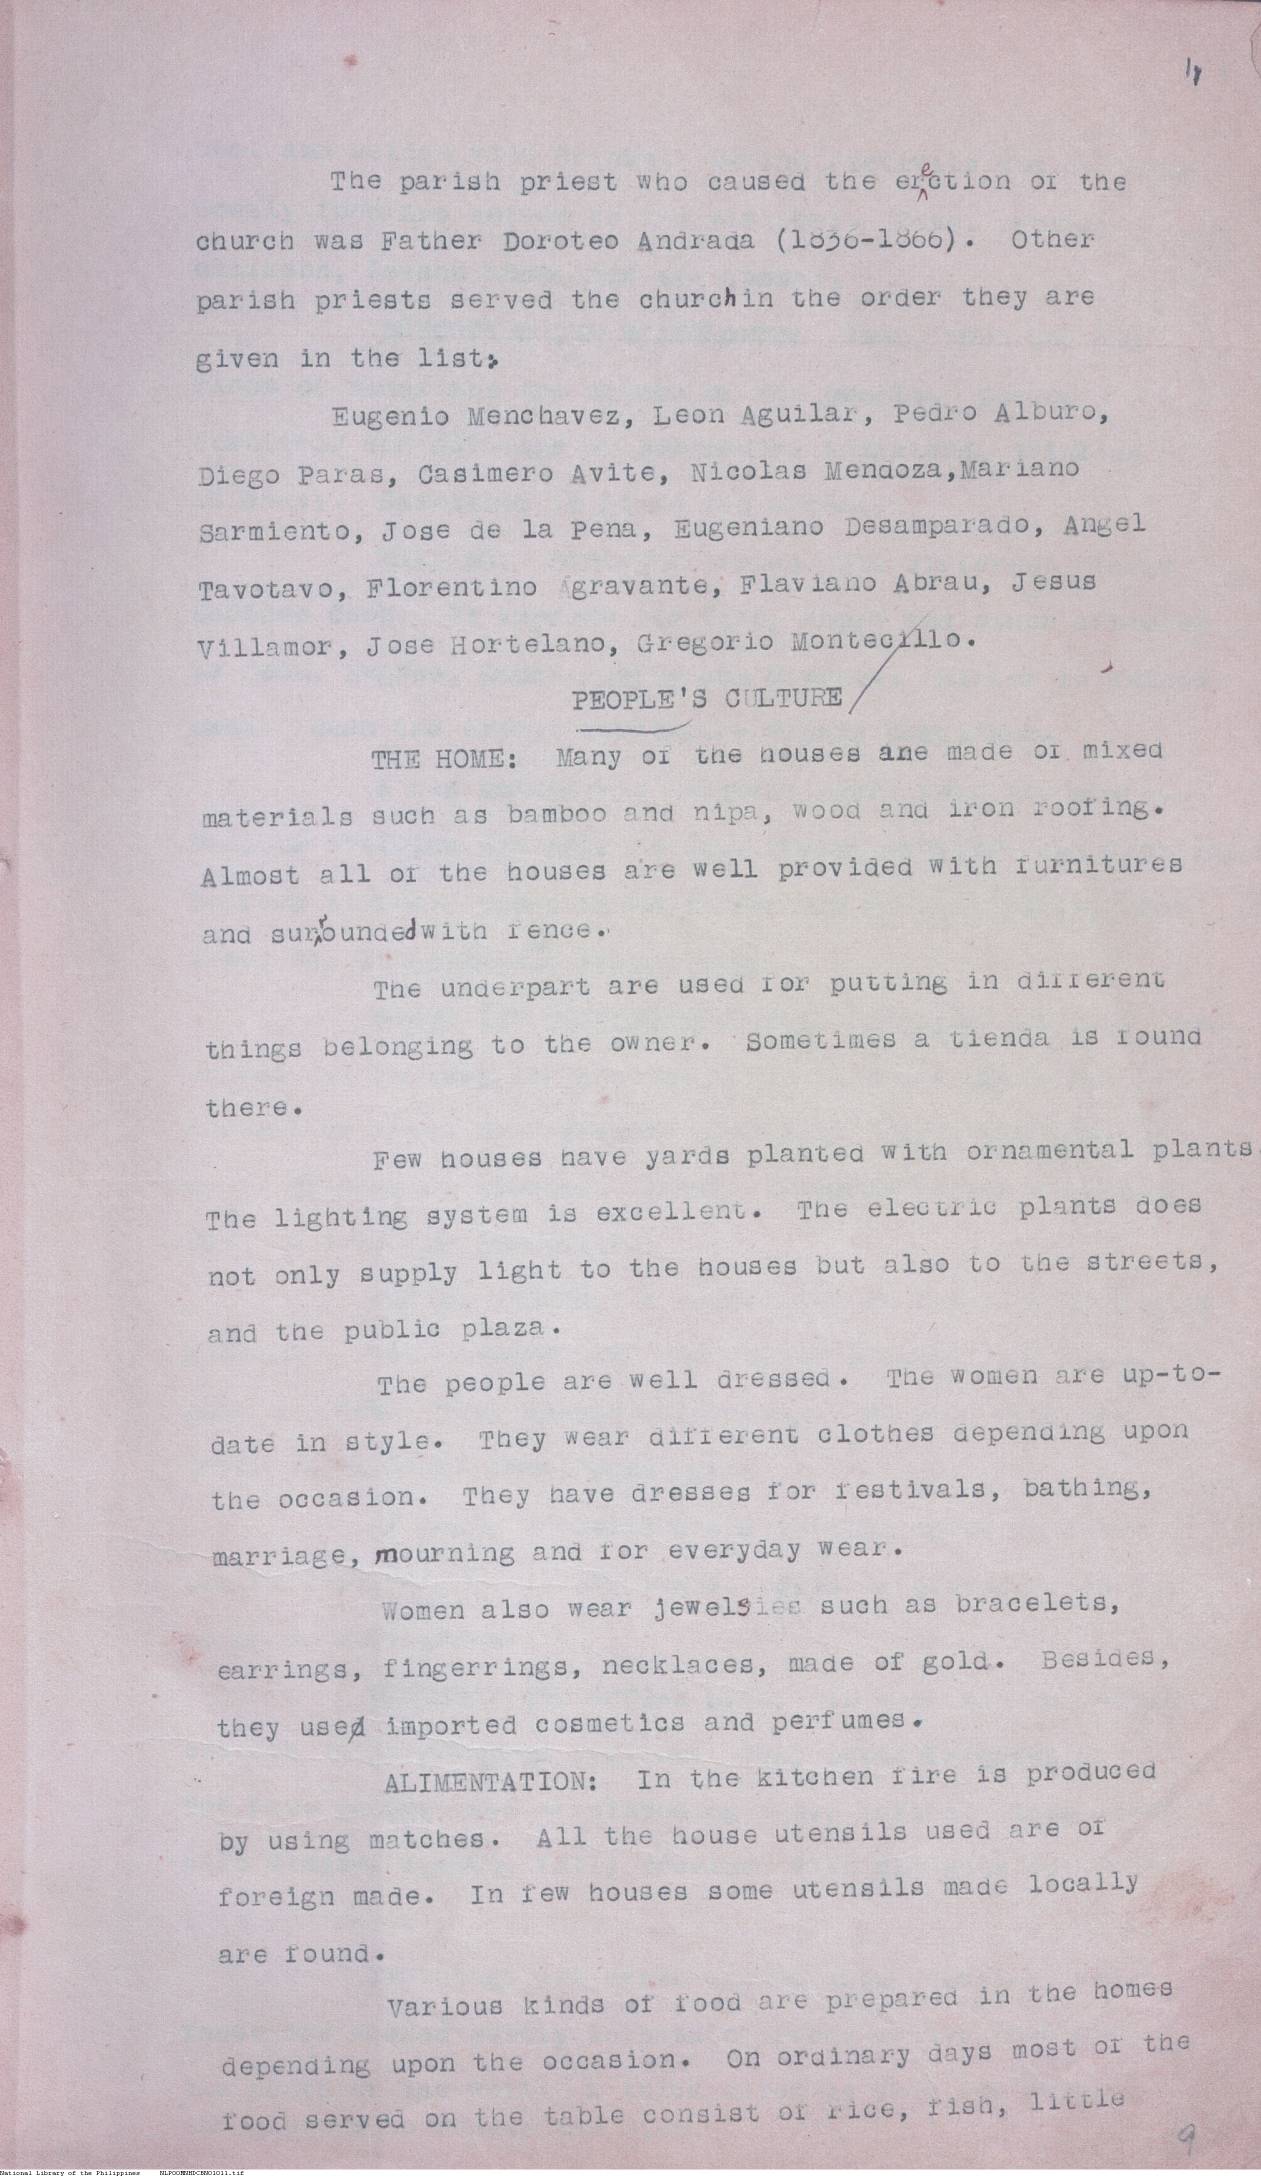 The parish priest who caused the erection of the
church was Father Doroteo Andrada (1836-1866). Other
parish priests served the church in the order they are
given in the list:
Eugenio Menchavez, Leon Aguilar, Pedro Alburo,
Diego Paras, Casimero Avite, Nicolas Mendoza,Mariano
Sarmiento, Jose de la Pena, Eugeniano Desamparado, Angel
Tavotavo, Florentino Agravante, Flaviano Abrau, Jesus
Villamor, Jose Hortelano, Gregorio Montecillo.
PEOPLE'S CULTURE
THE HOME: Many of the houses are made of mixed
materials such as bamboo and nipa, wood and iron roofing.
Almost all of the houses are well provided with furnitures
and surrounded with fence.
The underpart are used for putting in different
things belonging to the owner. Sometimes a tienda is found
there.
Few houses have yards planted with ornamental plants
The lighting system is excellent. The electric plants does
not only supply light to the houses but also to the streets,
and the public plaza.
The people are well dressed. The women are up-to-
date in style. They wear different clothes depending upon
the occasion. They have dresses for festivals, bathing,
marriage, mourning and for everyday wear.
Women also wear jewels such as bracelets,
earrings, fingerrings, necklaces, made of gold. Besides,
they use imported cosmetics and perfumes.
ALIMENTATION: In the kitchen fire is produced
by using matches. All the house utensils used are of
foreign made. In few houses some utensils made locally
are found.
Various kinds of food are prepared in the homes
depending upon the occasion. On ordinary days most of the
food served on the table consist of rice, fish, little
9
National Library of the Philippines NLPOOMNHDCBN01011.tif